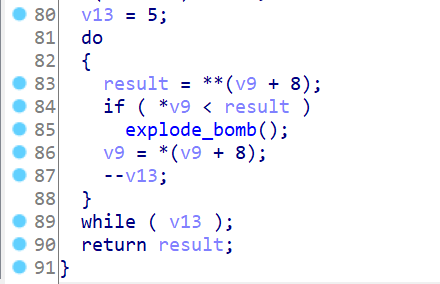 80 v13 = 5;
81 do
82 {
83 result = **(v9 + 8);
84 if ( *v9 < result )
85 explode_bomb();
86 v9 = *(v9 + 8);
87 --v13;
88 }
89 while ( v13 );
90 return result;
91 }